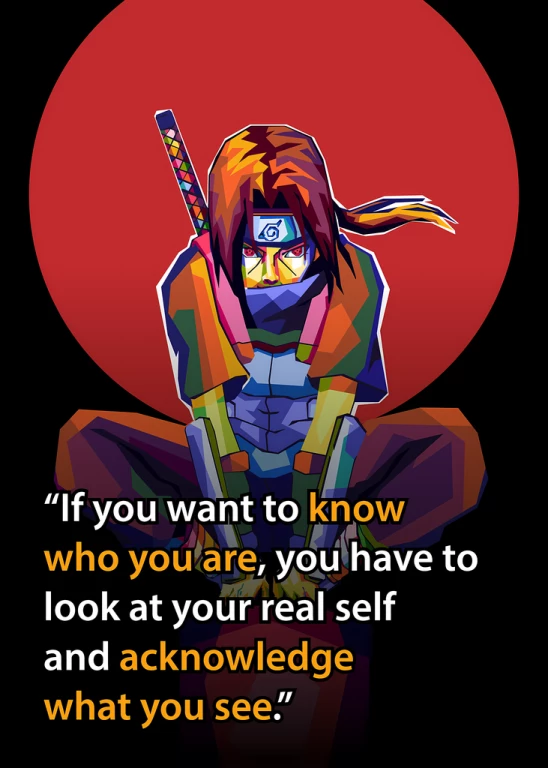 “If you want to know
who you are, you have to
look at your real self
and acknowledge
what you see.”